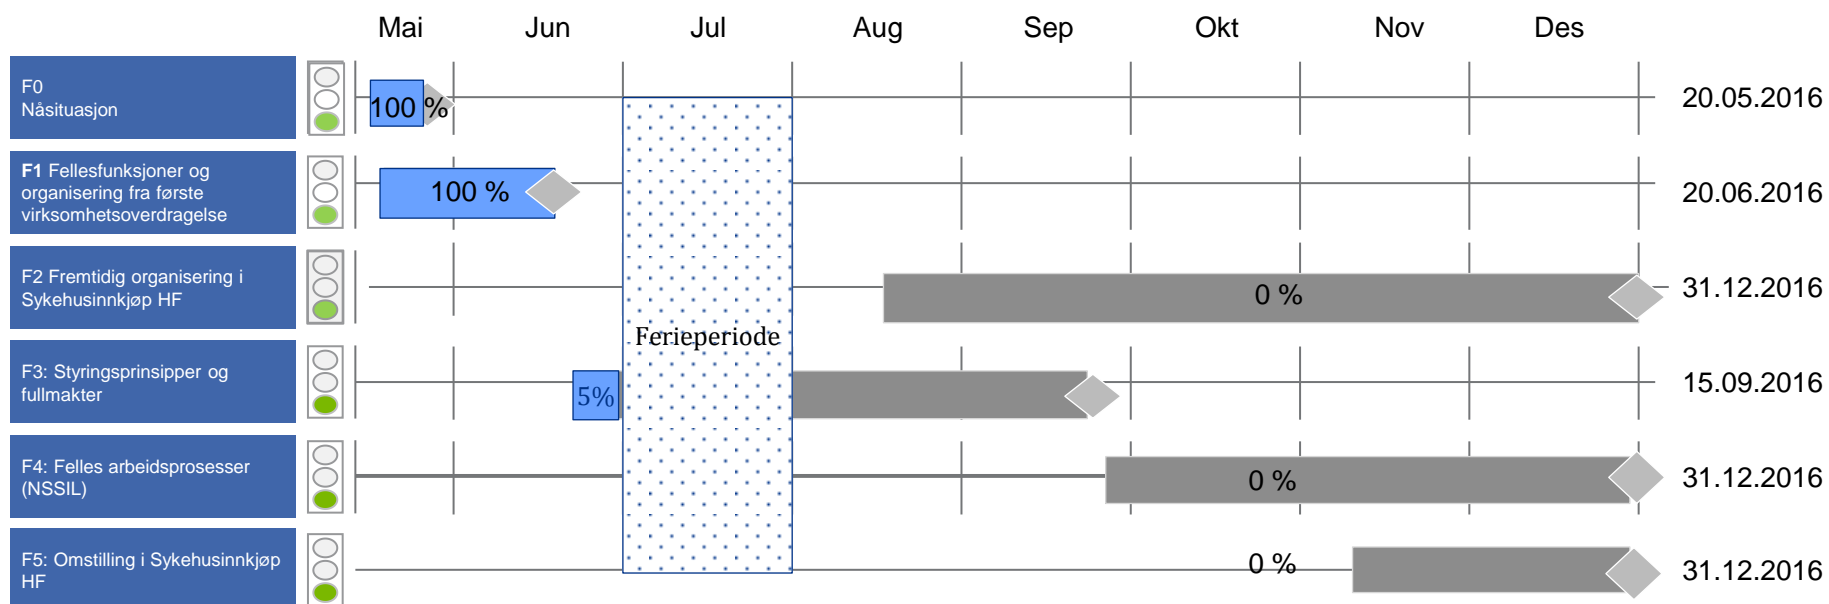 Mai Jun Jul Aug Sep Okt Nov Des
F0
Nåsituasjon
100 %
20.05.2016
F1 Fellesfunksjoner og
organisering fra første
virksomhetsoverdragelse
100 %
20.06.2016
F2 Fremtidig organisering i
Sykehusinnkjøp HF
0 %
31.12.2016
Ferieperiode
F3: Styringsprinsipper og
fullmakter
5%
15.09.2016
F4: Felles arbeidsprosesser
(NSSIL)
0 %
31.12.2016
F5: Omstilling i Sykehusinnkjøp
HF
0 %
31.12.2016